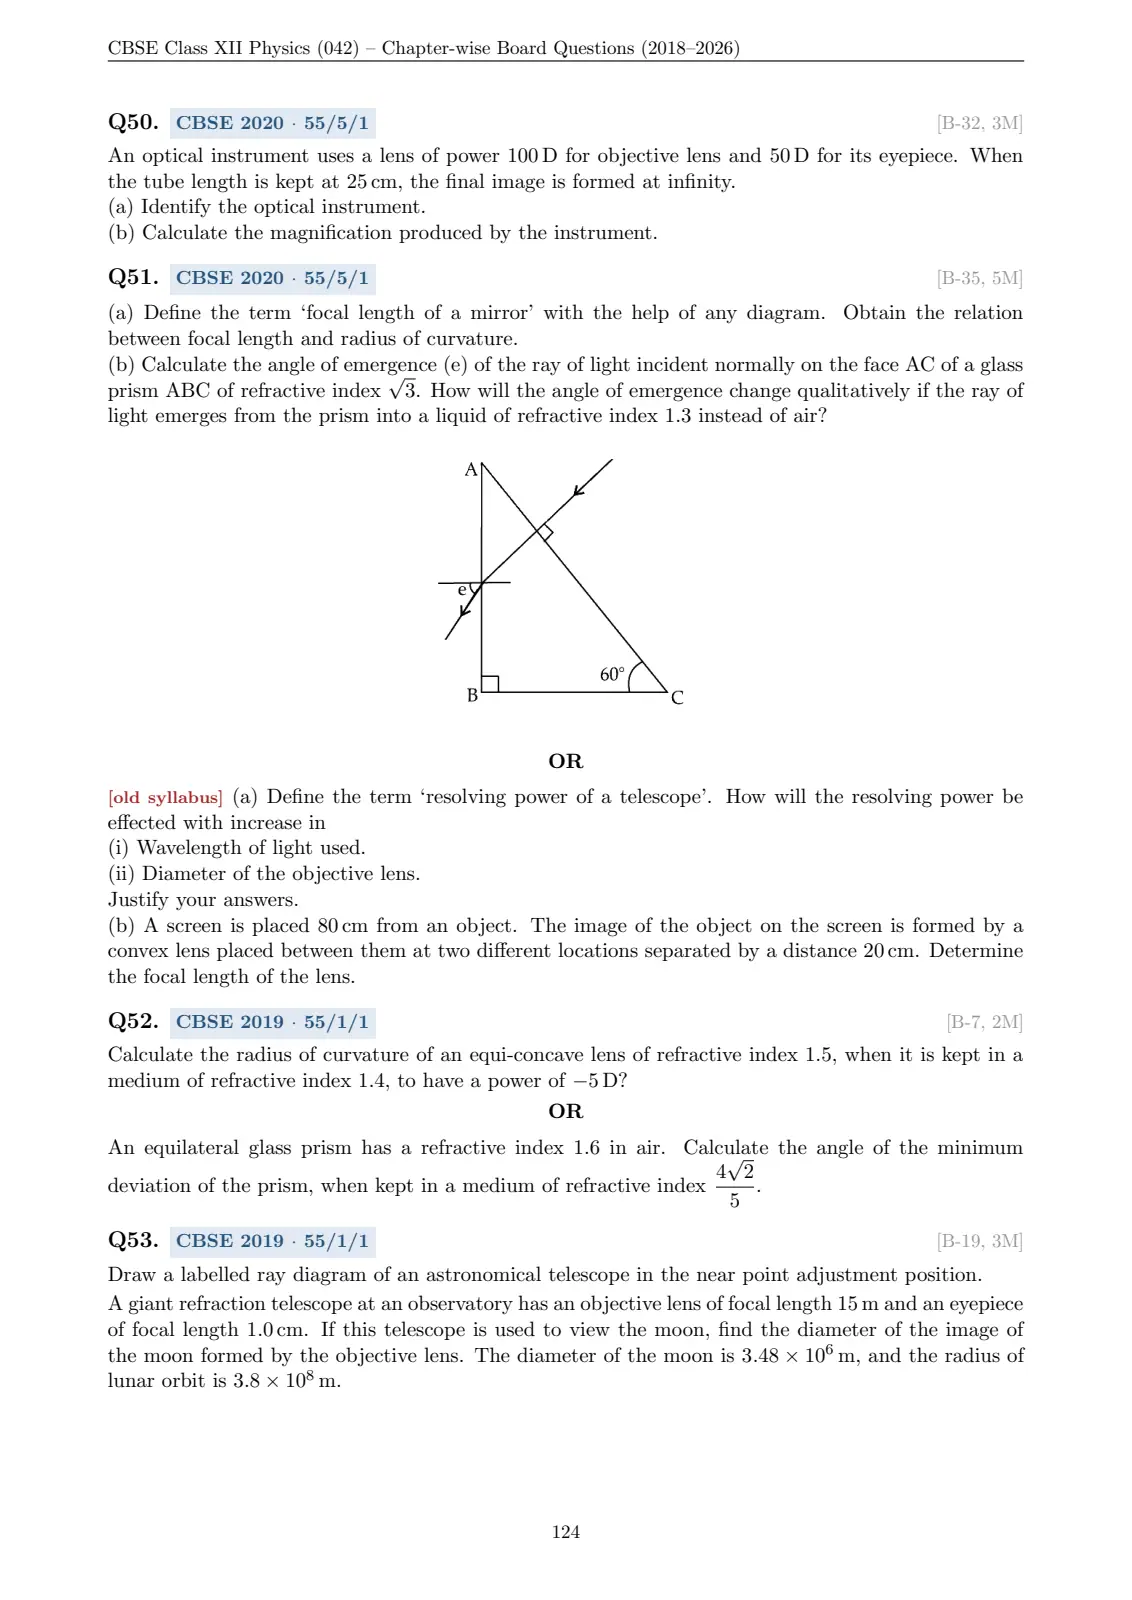 CBSE Class XII Physics (042) – Chapter-wise Board Questions (2018–2026)
Q50. CBSE 2020 · 55/5/1 [B-32, 3M]
An optical instrument uses a lens of power 100 D for objective lens and 50 D for its eyepiece. When
the tube length is kept at 25 cm, the final image is formed at infinity.
(a) Identify the optical instrument.
(b) Calculate the magnification produced by the instrument.
Q51. CBSE 2020 · 55/5/1 [B-35, 5M]
(a) Define the term ‘focal length of a mirror’ with the help of any diagram. Obtain the relation
between focal length and radius of curvature.
(b) Calculate the angle of emergence (e) of the ray of light incident normally on the face AC of a glass
prism ABC of refractive index √3. How will the angle of emergence change qualitatively if the ray of
light emerges from the prism into a liquid of refractive index 1.3 instead of air?
A
e
60°
B
C
OR
[old syllabus] (a) Define the term ‘resolving power of a telescope’. How will the resolving power be
effected with increase in
(i) Wavelength of light used.
(ii) Diameter of the objective lens.
Justify your answers.
(b) A screen is placed 80 cm from an object. The image of the object on the screen is formed by a
convex lens placed between them at two different locations separated by a distance 20 cm. Determine
the focal length of the lens.
Q52. CBSE 2019 · 55/1/1 [B-7, 2M]
Calculate the radius of curvature of an equi-concave lens of refractive index 1.5, when it is kept in a
medium of refractive index 1.4, to have a power of −5 D?
OR
An equilateral glass prism has a refractive index 1.6 in air. Calculate the angle of the minimum
deviation of the prism, when kept in a medium of refractive index 4√2/5.
Q53. CBSE 2019 · 55/1/1 [B-19, 3M]
Draw a labelled ray diagram of an astronomical telescope in the near point adjustment position.
A giant refraction telescope at an observatory has an objective lens of focal length 15 m and an eyepiece
of focal length 1.0 cm. If this telescope is used to view the moon, find the diameter of the image of
the moon formed by the objective lens. The diameter of the moon is 3.48 × 10⁶ m, and the radius of
lunar orbit is 3.8 × 10⁸ m.
124